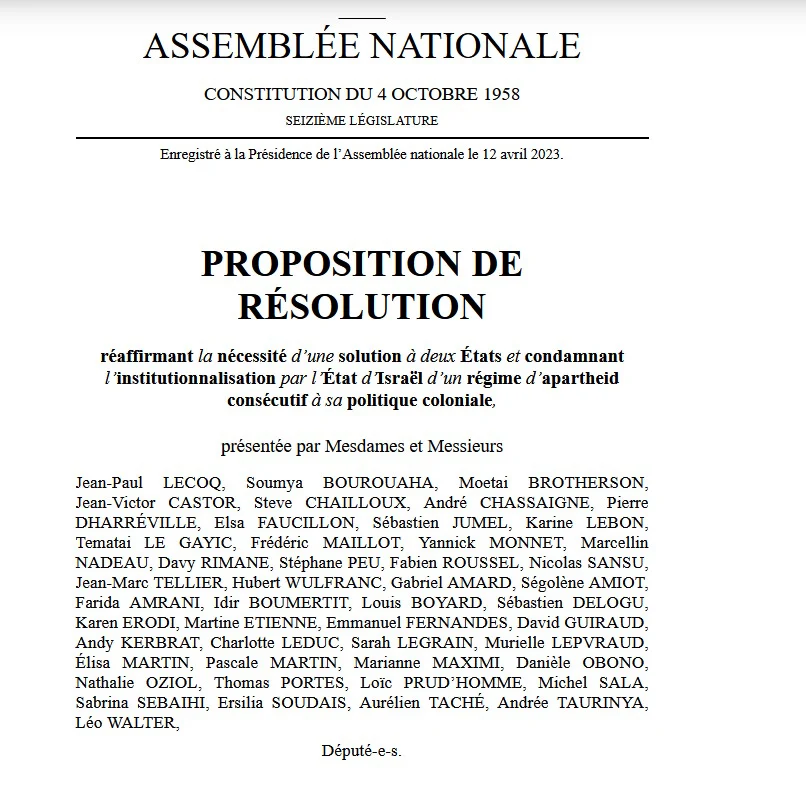 ASSEMBLÉE NATIONALE
CONSTITUTION DU 4 OCTOBRE 1958
SEIZIÈME LÉGISLATURE
Enregistré à la Présidence de l’Assemblée nationale le 12 avril 2023.
PROPOSITION DE
RÉSOLUTION
réaffirmant la nécessité d’une solution à deux États et condamnant
l’institutionnalisation par l’État d’Israël d’un régime d’apartheid
consécutif à sa politique coloniale,
présentée par Mesdames et Messieurs
Jean-Paul LECOQ, Soumya BOUROUAHA, Moetai BROTHERSON,
Jean-Victor CASTOR, Steve CHAILLOUX, André CHASSAIGNE, Pierre
DHARRÉVILLE, Elsa FAUCILLON, Sébastien JUMEL, Karine LEBON,
Tematai LE GAYIC, Frédéric MAILLOT, Yannick MONNET, Marcellin
NADEAU, Davy RIMANE, Stéphane PEU, Fabien ROUSSEL, Nicolas SANSU,
Jean-Marc TELLIER, Hubert WULFRANC, Gabriel AMARD, Ségolène AMIOT,
Farida AMRANI, Idir BOUMERTIT, Louis BOYARD, Sébastien DELOGU,
Karen ERODI, Martine ETIENNE, Emmanuel FERNANDES, David GUIRAUD,
Andy KERBRAT, Charlotte LEDUC, Sarah LEGRAIN, Murielle LEPVRAUD,
Élisa MARTIN, Pascale MARTIN, Marianne MAXIMI, Danièle OBONO,
Nathalie OZIOL, Thomas PORTES, Loïc PRUD’HOMME, Michel SALA,
Sabrina SEBAIHI, Ersilia SOUDAIS, Aurélien TACHÉ, Andrée TAURINYA,
Léo WALTER,
Député-e-s.